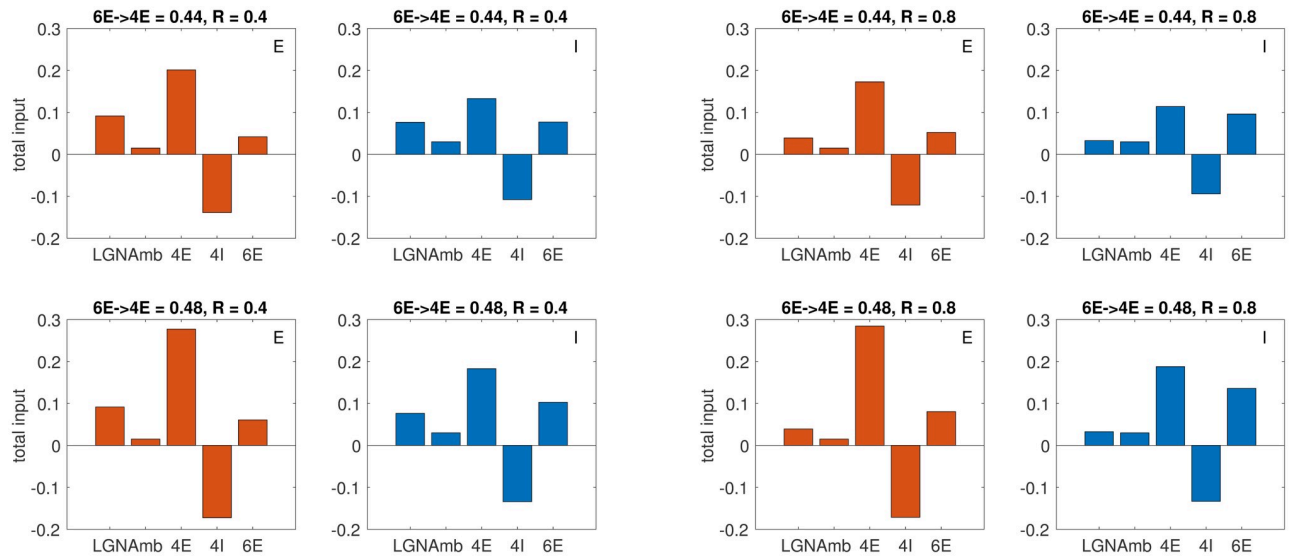 6E->4E = 0.44, R = 0.4
E
total input
0.3
0.2
0.1
0
-0.1
-0.2
LGNAmb 4E 4I 6E
6E->4E = 0.44, R = 0.4
I
0.3
0.2
0.1
0
-0.1
-0.2
LGNAmb 4E 4I 6E
6E->4E = 0.44, R = 0.8
E
total input
0.3
0.2
0.1
0
-0.1
-0.2
LGNAmb 4E 4I 6E
6E->4E = 0.44, R = 0.8
I
0.3
0.2
0.1
0
-0.1
-0.2
LGNAmb 4E 4I 6E
6E->4E = 0.48, R = 0.4
E
total input
0.3
0.2
0.1
0
-0.1
-0.2
LGNAmb 4E 4I 6E
6E->4E = 0.48, R = 0.4
I
0.3
0.2
0.1
0
-0.1
-0.2
LGNAmb 4E 4I 6E
6E->4E = 0.48, R = 0.8
E
total input
0.3
0.2
0.1
0
-0.1
-0.2
LGNAmb 4E 4I 6E
6E->4E = 0.48, R = 0.8
I
0.3
0.2
0.1
0
-0.1
-0.2
LGNAmb 4E 4I 6E